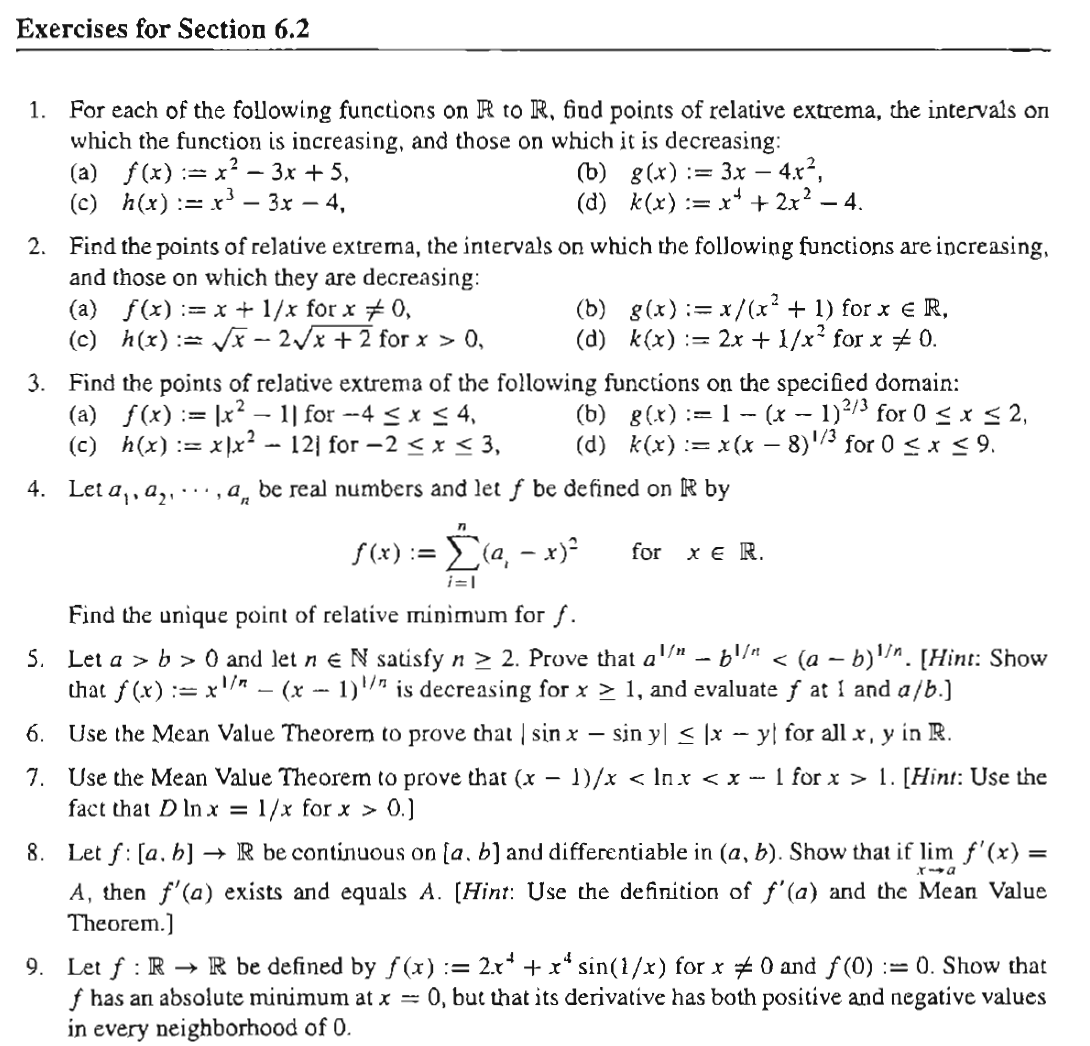 Exercises for Section 6.2
1. For each of the following functions on ℝ to ℝ, find points of relative extrema, the intervals on
which the function is increasing, and those on which it is decreasing:
(a) f(x) := x² − 3x + 5, (b) g(x) := 3x − 4x²,
(c) h(x) := x³ − 3x − 4, (d) k(x) := x⁴ + 2x² − 4.
2. Find the points of relative extrema, the intervals on which the following functions are increasing,
and those on which they are decreasing:
(a) f(x) := x + 1/x for x ≠ 0, (b) g(x) := x/(x² + 1) for x ∈ ℝ,
(c) h(x) := √x − 2√(x + 2) for x > 0, (d) k(x) := 2x + 1/x² for x ≠ 0.
3. Find the points of relative extrema of the following functions on the specified domain:
(a) f(x) := |x² − 1| for −4 ≤ x ≤ 4, (b) g(x) := 1 − (x − 1)^{2/3} for 0 ≤ x ≤ 2,
(c) h(x) := x|x² − 12| for −2 ≤ x ≤ 3, (d) k(x) := x(x − 8)^{1/3} for 0 ≤ x ≤ 9.
4. Let a₁, a₂, ···, aₙ be real numbers and let f be defined on ℝ by
f(x) := ∑_{i=1}^{n} (aᵢ − x)² for x ∈ ℝ.
Find the unique point of relative minimum for f.
5. Let a > b > 0 and let n ∈ ℕ satisfy n ≥ 2. Prove that a^{1/n} − b^{1/n} < (a − b)^{1/n}. [Hint: Show
that f(x) := x^{1/n} − (x − 1)^{1/n} is decreasing for x ≥ 1, and evaluate f at 1 and a/b.]
6. Use the Mean Value Theorem to prove that | sin x − sin y| ≤ |x − y| for all x, y in ℝ.
7. Use the Mean Value Theorem to prove that (x − 1)/x < ln x < x − 1 for x > 1. [Hint: Use the
fact that D ln x = 1/x for x > 0.]
8. Let f: [a, b] → ℝ be continuous on [a, b] and differentiable in (a, b). Show that if lim_{x→a} f′(x) =
A, then f′(a) exists and equals A. [Hint: Use the definition of f′(a) and the Mean Value
Theorem.]
9. Let f : ℝ → ℝ be defined by f(x) := 2x⁴ + x⁴ sin(1/x) for x ≠ 0 and f(0) := 0. Show that
f has an absolute minimum at x = 0, but that its derivative has both positive and negative values
in every neighborhood of 0.